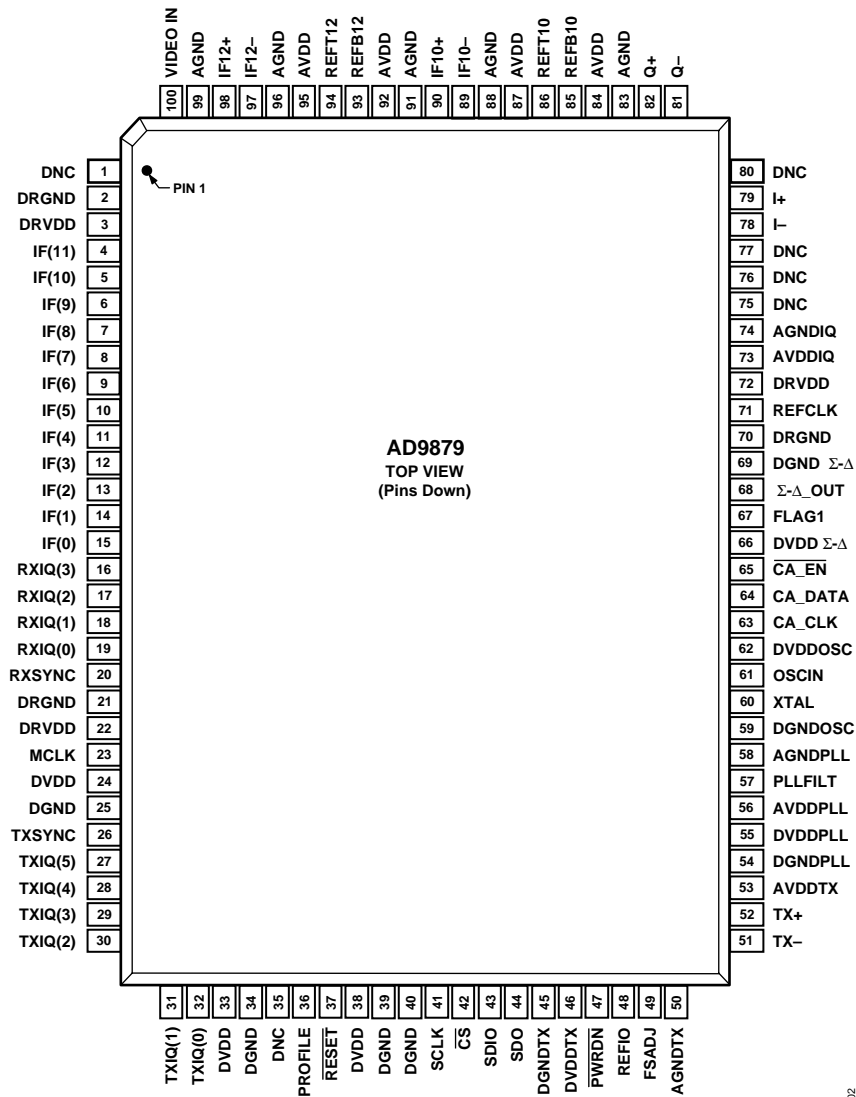 VIDEO IN
AGND
IF12+
IF12–
AGND
AVDD
REFT12
REFB12
AVDD
AGND
IF10+
IF10–
AGND
AVDD
REFT10
REFB10
AVDD
AGND
Q+
Q–
100 99 98 97 96 95 94 93 92 91 90 89 88 87 86 85 84 83 82 81
DNC 1
DRGND 2
DRVDD 3
IF(11) 4
IF(10) 5
IF(9) 6
IF(8) 7
IF(7) 8
IF(6) 9
IF(5) 10
IF(4) 11
IF(3) 12
IF(2) 13
IF(1) 14
IF(0) 15
RXIQ(3) 16
RXIQ(2) 17
RXIQ(1) 18
RXIQ(0) 19
RXSYNC 20
DRGND 21
DRVDD 22
MCLK 23
DVDD 24
DGND 25
TXSYNC 26
TXIQ(5) 27
TXIQ(4) 28
TXIQ(3) 29
TXIQ(2) 30
PIN 1
AD9879
TOP VIEW
(Pins Down)
80 DNC
79 I+
78 I–
77 DNC
76 DNC
75 DNC
74 AGNDIQ
73 AVDDIQ
72 DRVDD
71 REFCLK
70 DRGND
69 DGND Σ-Δ
68 Σ-Δ_OUT
67 FLAG1
66 DVDD Σ-Δ
65 CA_EN
64 CA_DATA
63 CA_CLK
62 DVDDOSC
61 OSCIN
60 XTAL
59 DGNDOSC
58 AGNDPLL
57 PLLFILT
56 AVDDPLL
55 DVDDPLL
54 DGNDPLL
53 AVDDTX
52 TX+
51 TX–
31 32 33 34 35 36 37 38 39 40 41 42 43 44 45 46 47 48 49 50
TXIQ(1)
TXIQ(0)
DVDD
DGND
DNC
PROFILE
RESET
DVDD
DGND
DGND
SCLK
CS
SDIO
SDO
DGNDTX
DVDDTX
PWRDN
REFIO
FSADJ
AGNDTX